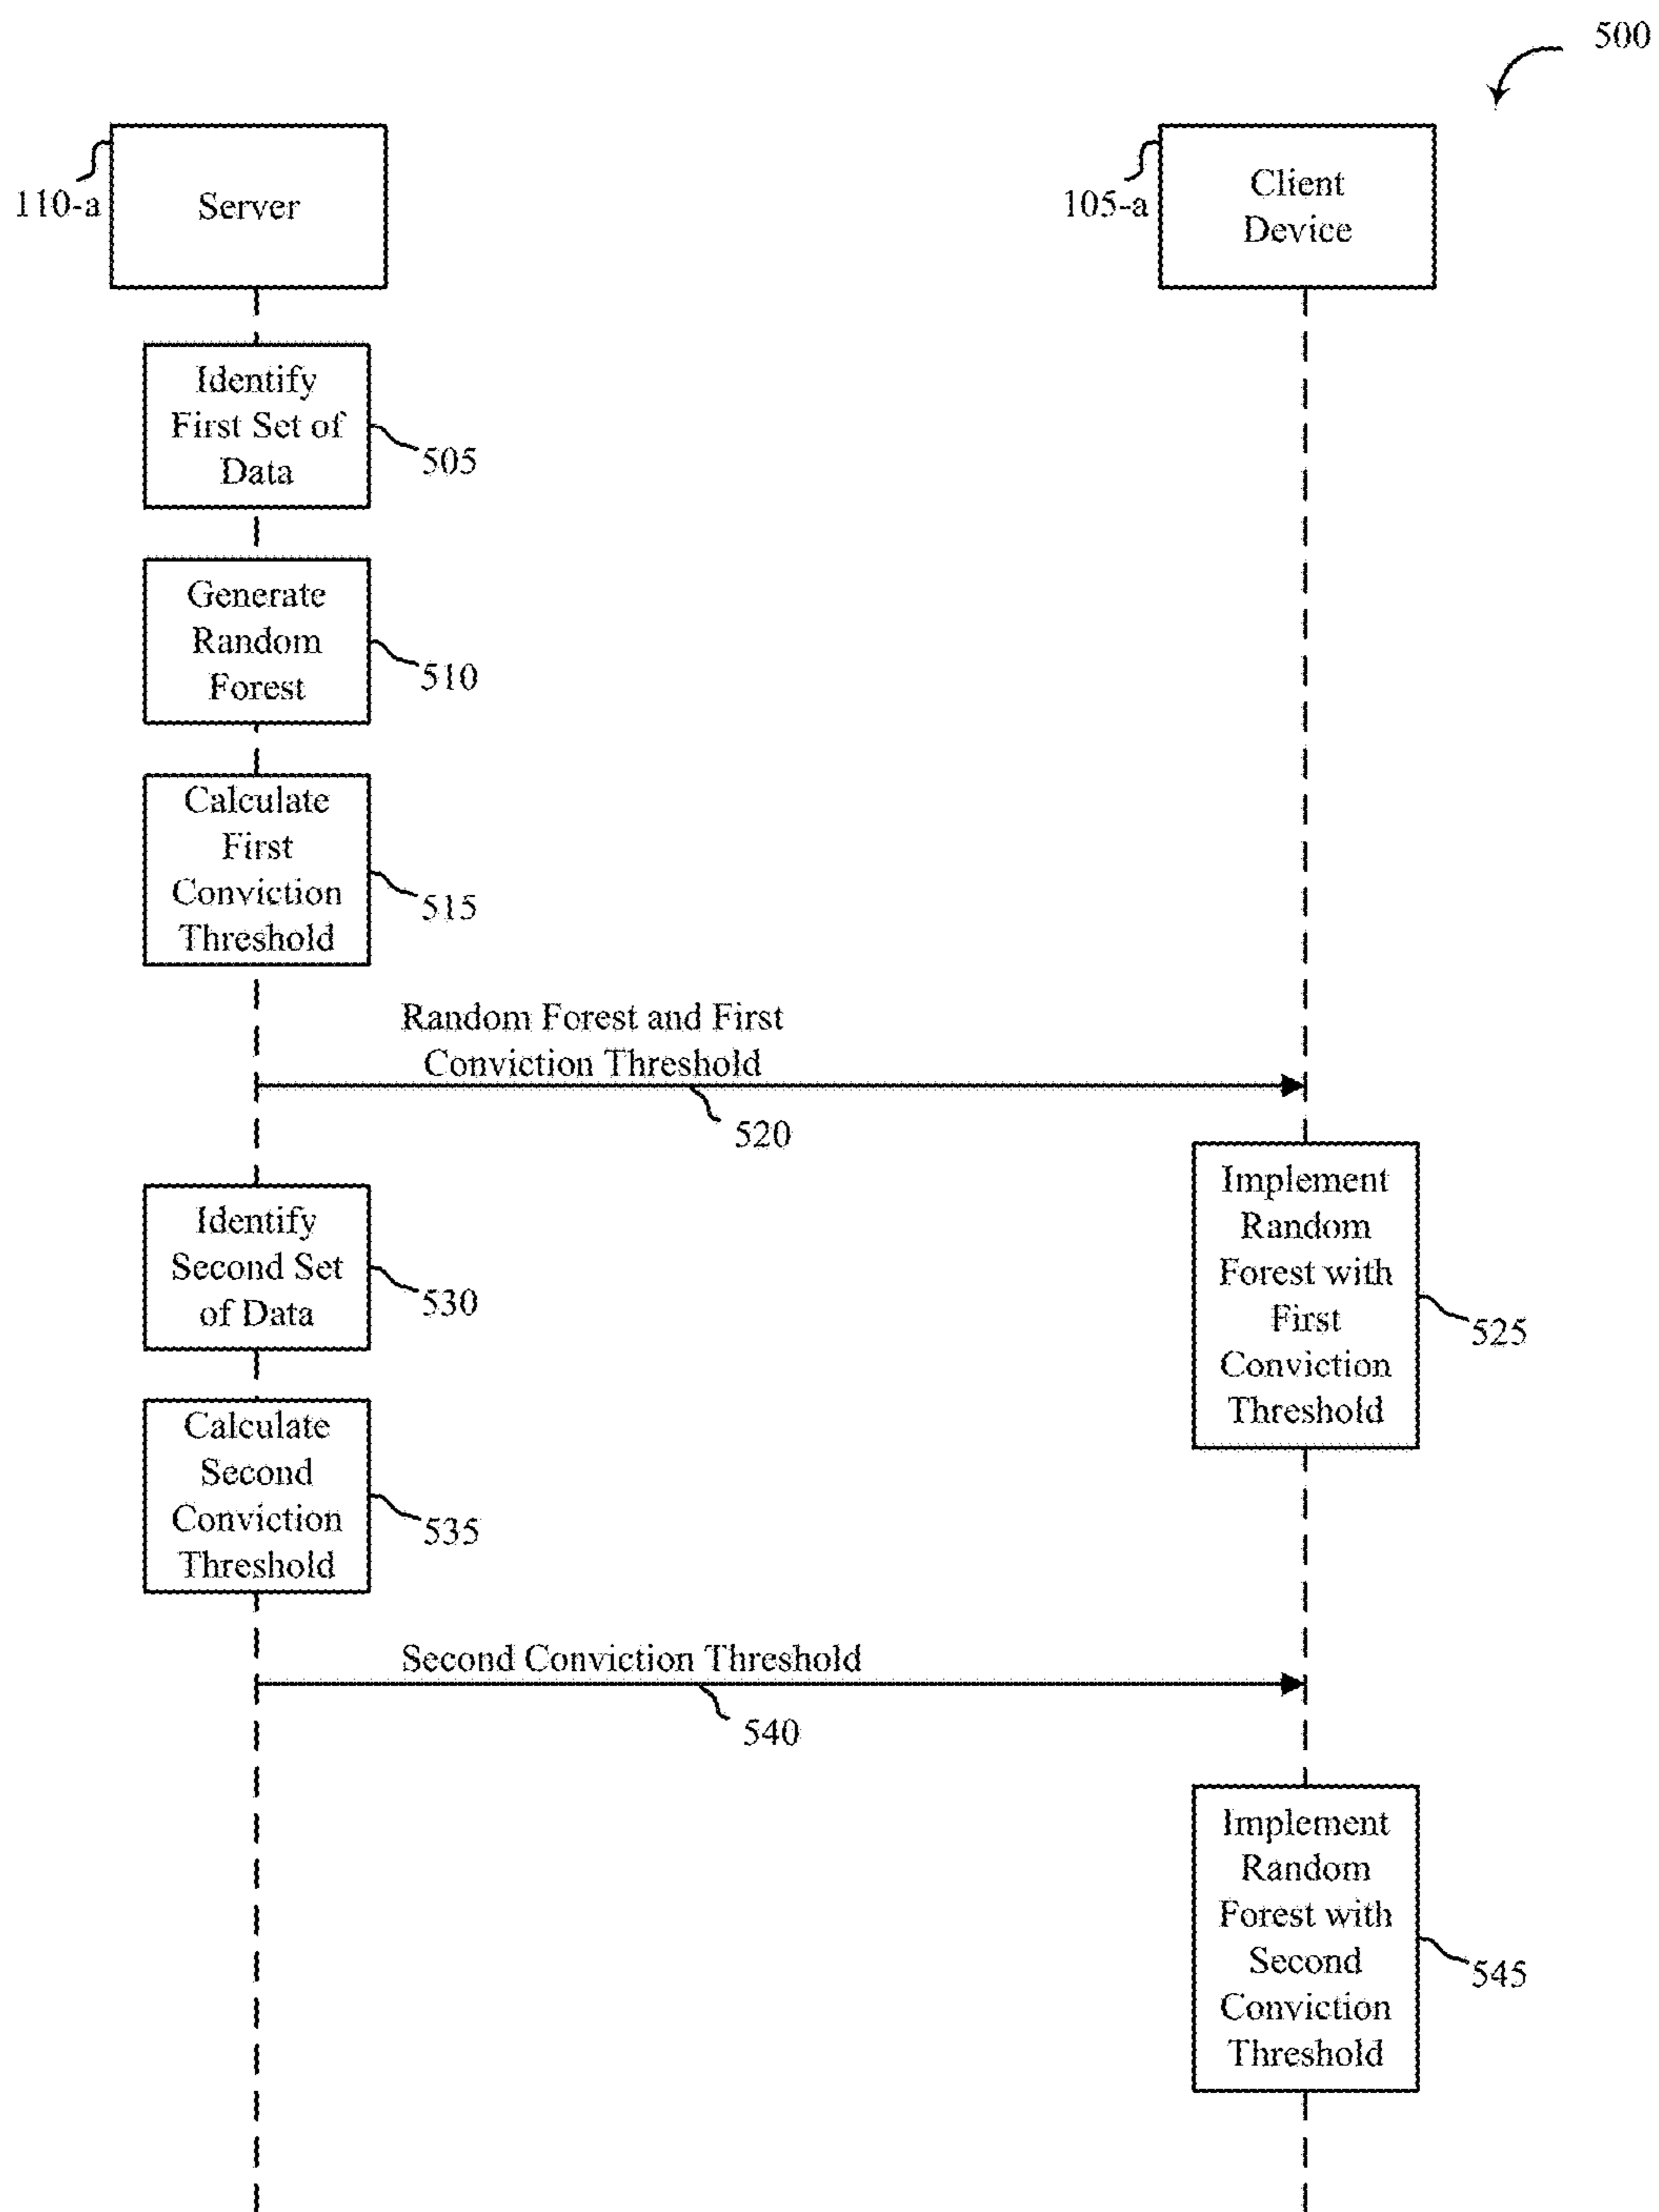 500
110-a
Server
105-a
Client
Device
Identify
First Set of
Data
505
Generate
Random
Forest
510
Calculate
First
Conviction
Threshold
515
Random Forest and First
Conviction Threshold
520
Implement
Random
Forest with
First
Conviction
Threshold
525
Identify
Second Set
of Data
530
Calculate
Second
Conviction
Threshold
535
Second Conviction Threshold
540
Implement
Random
Forest with
Second
Conviction
Threshold
545